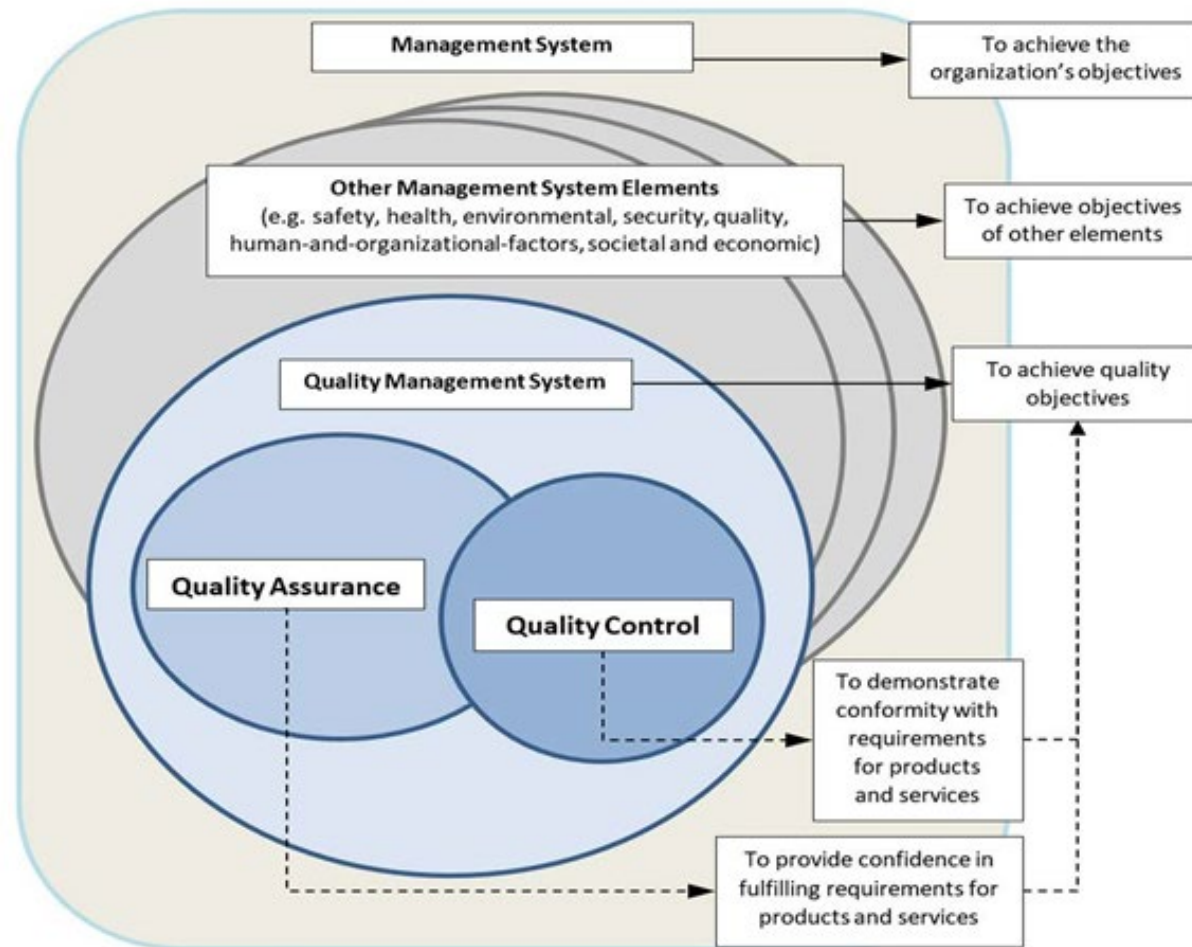 Management System
To achieve the
organization's objectives
Other Management System Elements
(e.g. safety, health, environmental, security, quality,
human-and-organizational-factors, societal and economic)
To achieve objectives
of other elements
Quality Management System
To achieve quality
objectives
Quality Assurance
Quality Control
To demonstrate
conformity with
requirements
for products
and services
To provide confidence in
fulfilling requirements for
products and services